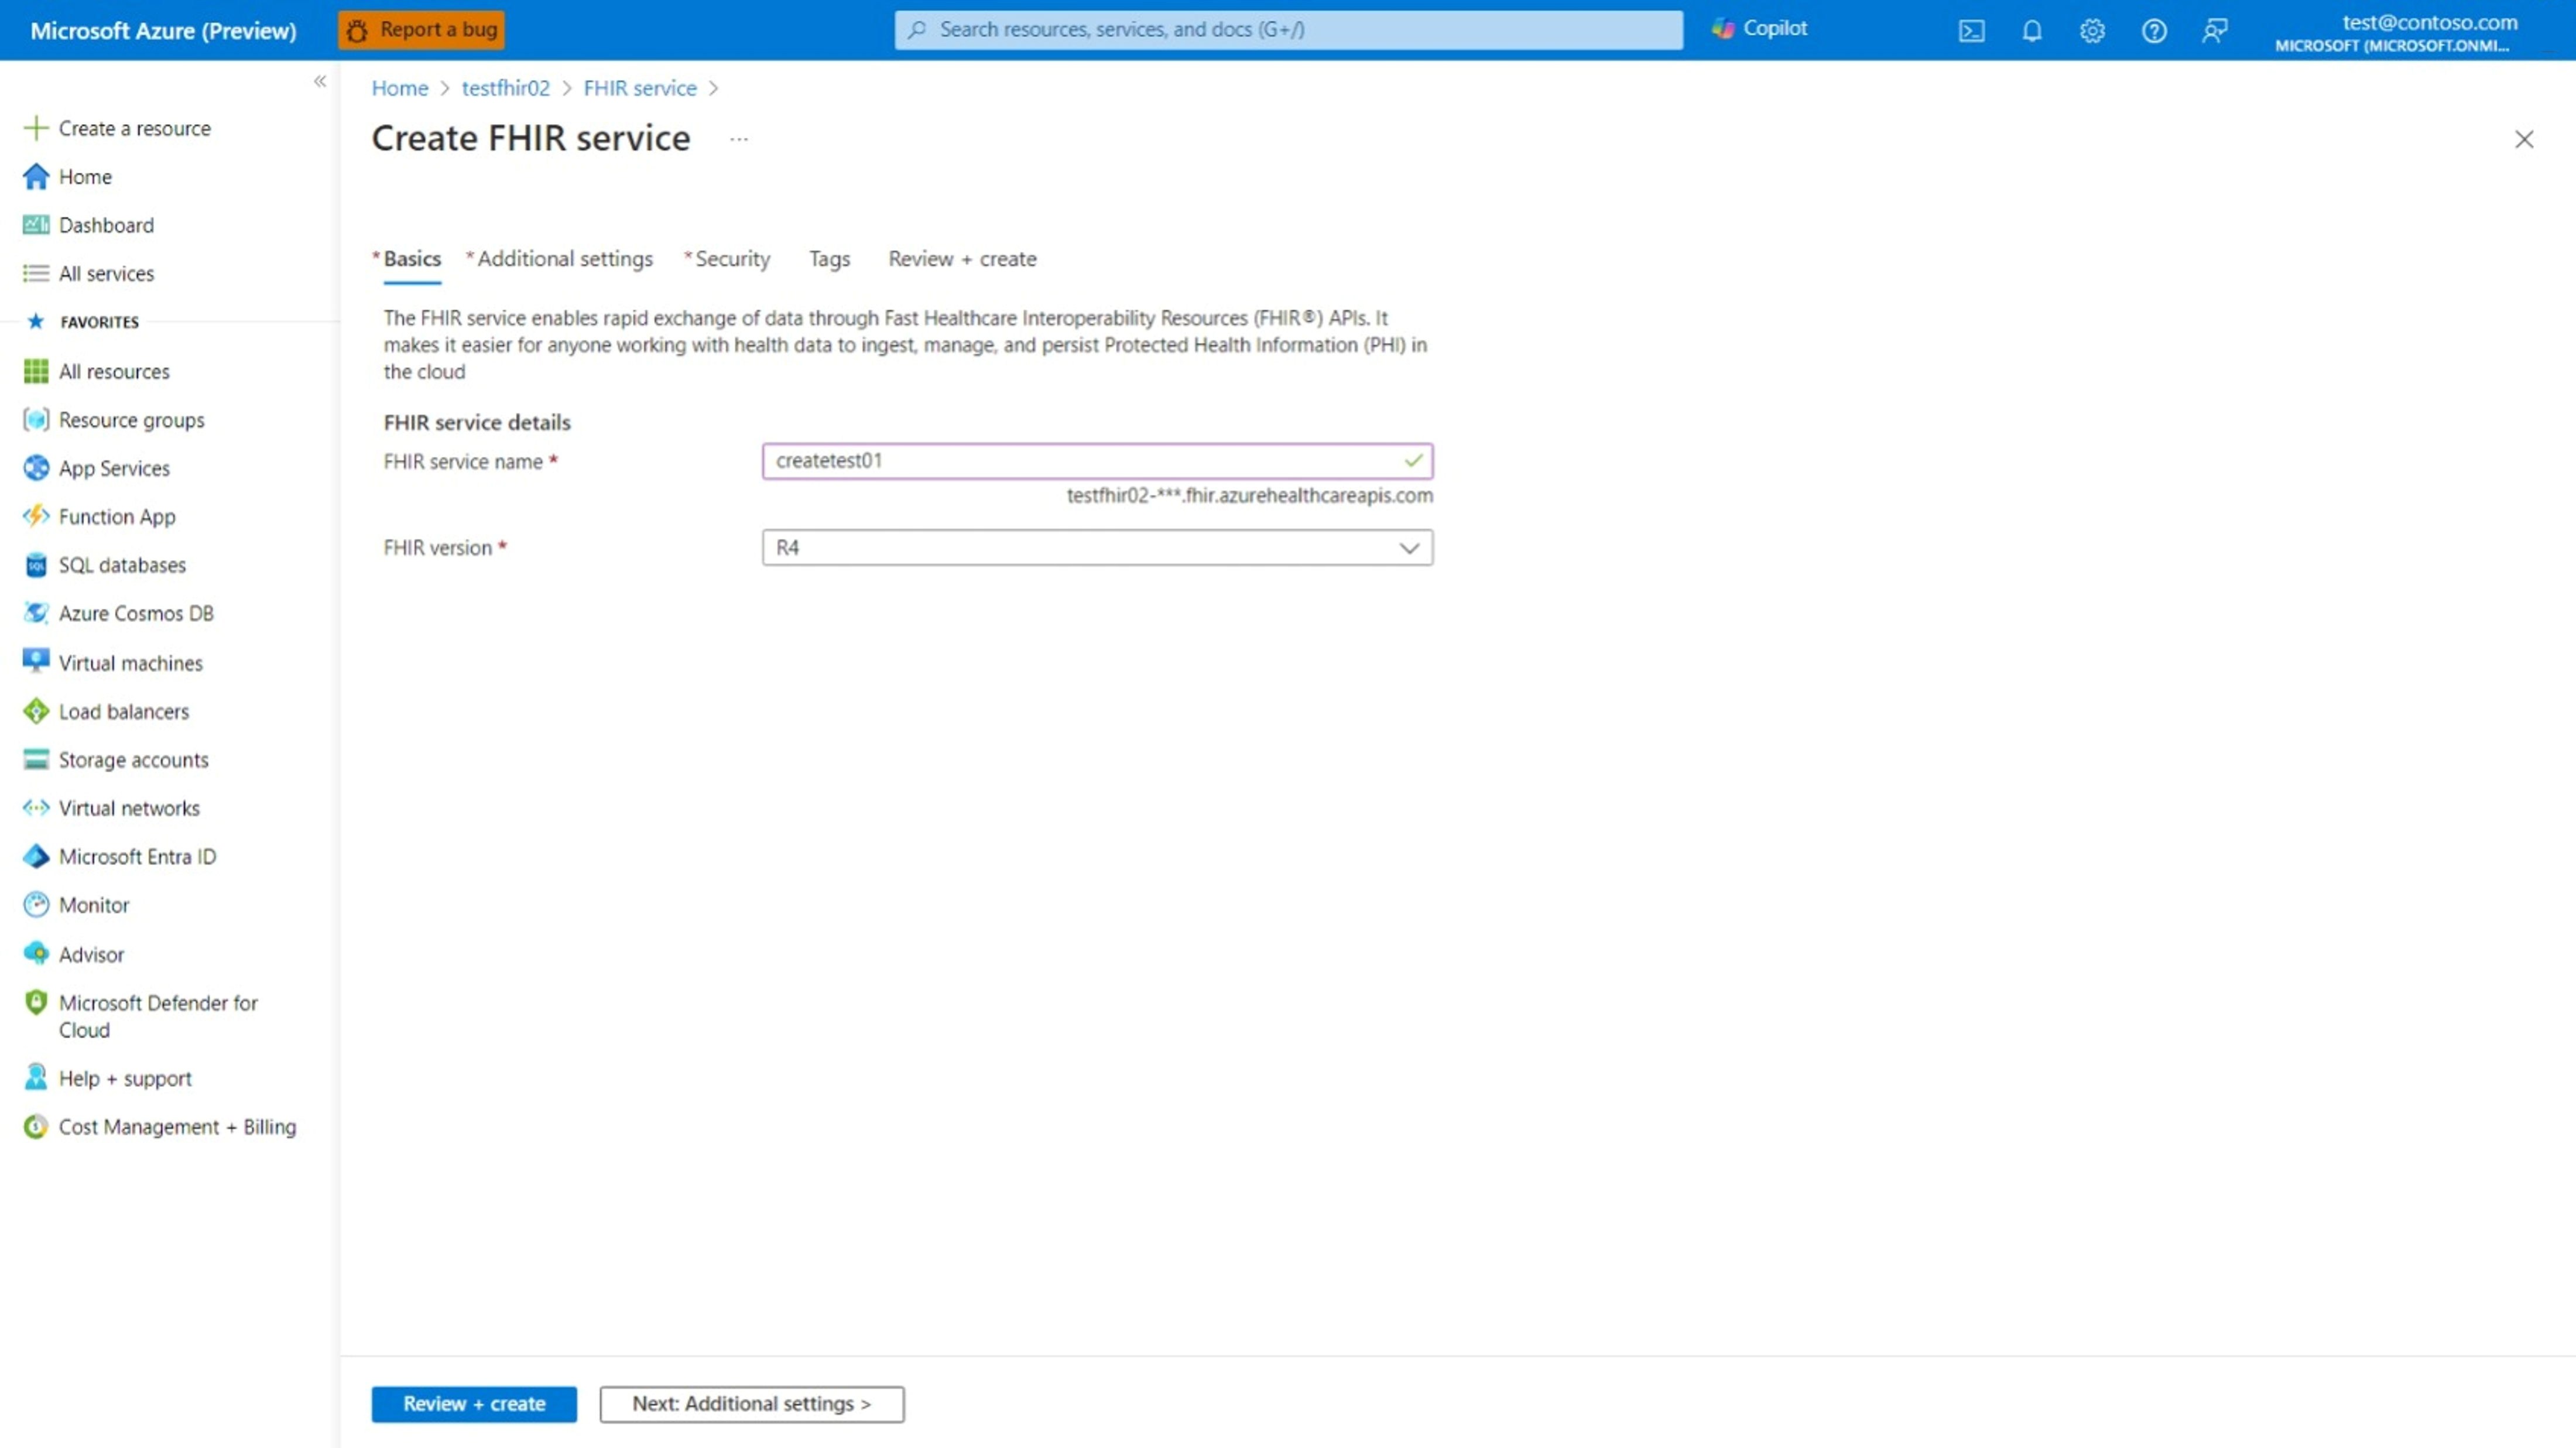 Microsoft Azure (Preview)
Report a bug
Search resources, services, and docs (G+/)
Copilot
test@contoso.com
MICROSOFT (MICROSOFT.ONMI...
Create a resource
Home
Dashboard
All services
FAVORITES
All resources
Resource groups
App Services
Function App
SQL databases
Azure Cosmos DB
Virtual machines
Load balancers
Storage accounts
Virtual networks
Microsoft Entra ID
Monitor
Advisor
Microsoft Defender for
Cloud
Help + support
Cost Management + Billing
Home > testfhir02 > FHIR service >
Create FHIR service ...
* Basics * Additional settings * Security Tags Review + create
The FHIR service enables rapid exchange of data through Fast Healthcare Interoperability Resources (FHIR®) APIs. It
makes it easier for anyone working with health data to ingest, manage, and persist Protected Health Information (PHI) in
the cloud
FHIR service details
FHIR service name * createtest01
testfhir02-***.fhir.azurehealthcareapis.com
FHIR version * R4
Review + create
Next: Additional settings >